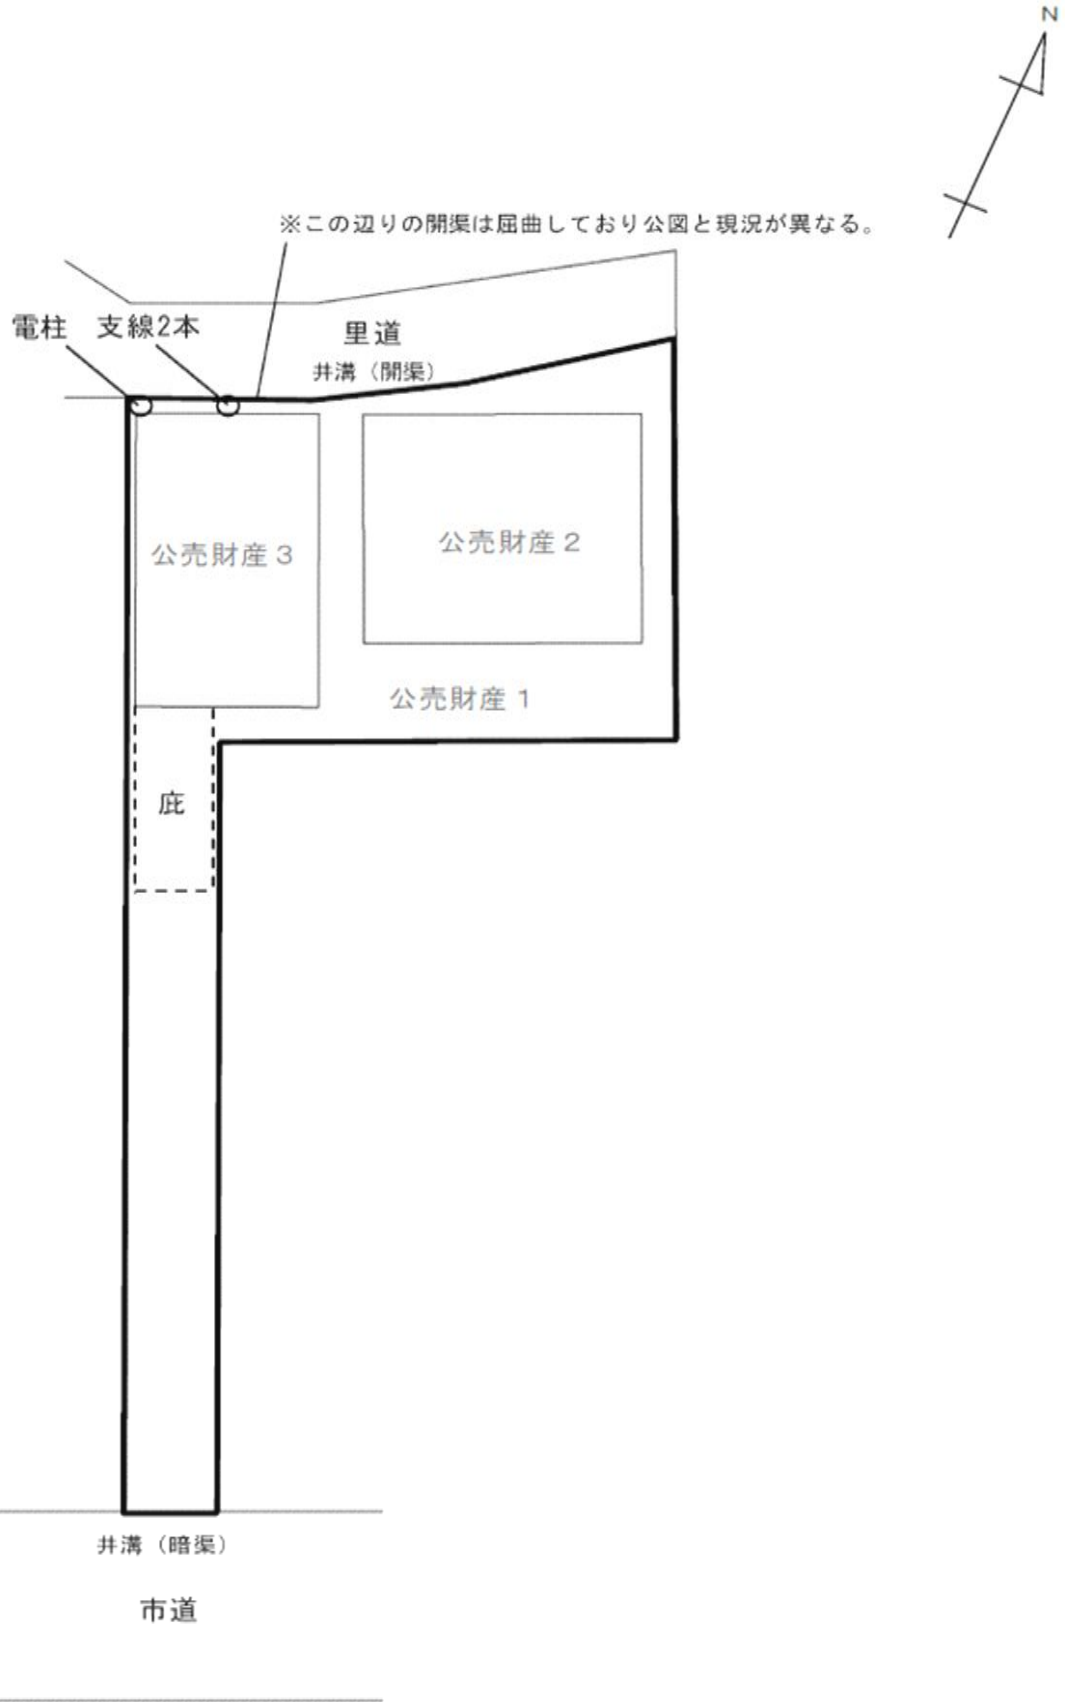 N
※この辺りの開渠は屈曲しており公図と現況が異なる。
電柱 支線2本
里道
井溝（開渠）
公売財産３
公売財産２
公売財産１
庇
井溝（暗渠）
市道